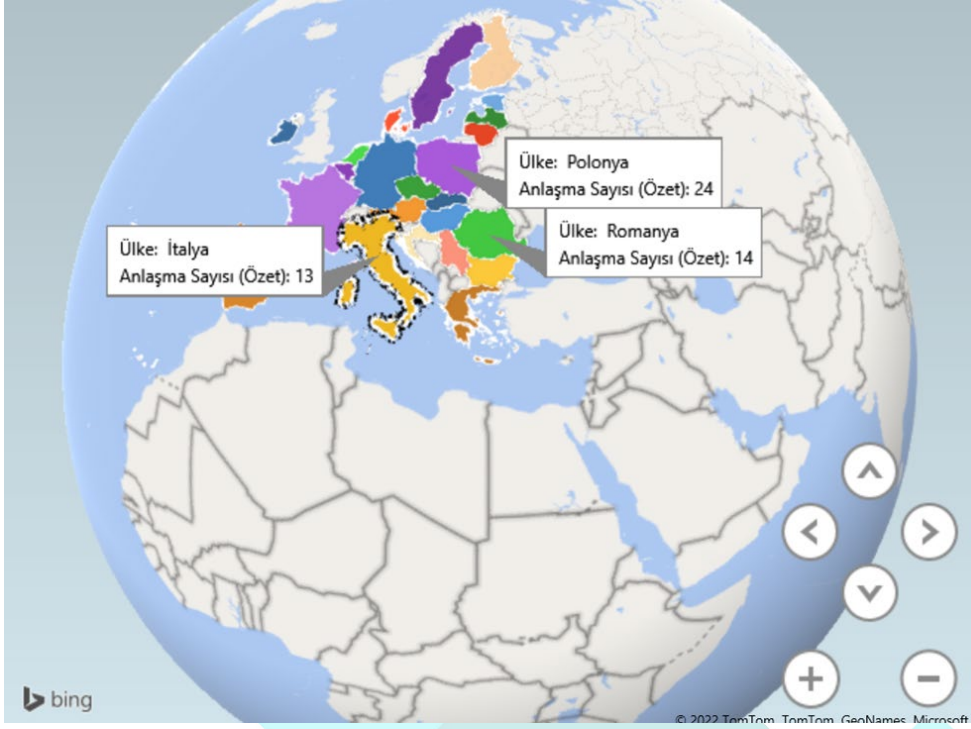 Ülke: Polonya
Anlaşma Sayısı (Özet): 24
Ülke: Romanya
Anlaşma Sayısı (Özet): 14
Ülke: İtalya
Anlaşma Sayısı (Özet): 13
bing
© 2022 TomTom, TomTom, GeoNames, Microsoft